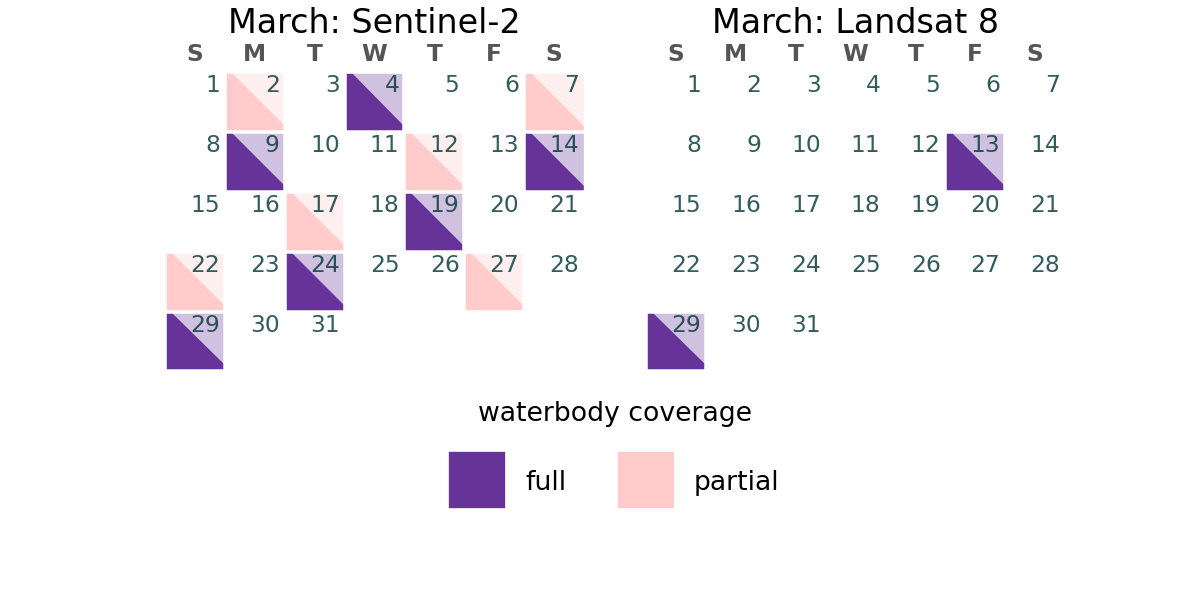 March: Sentinel-2
S M T W T F S
1 2 3 4 5 6 7
8 9 10 11 12 13 14
15 16 17 18 19 20 21
22 23 24 25 26 27 28
29 30 31
March: Landsat 8
S M T W T F S
1 2 3 4 5 6 7
8 9 10 11 12 13 14
15 16 17 18 19 20 21
22 23 24 25 26 27 28
29 30 31
waterbody coverage
full
partial